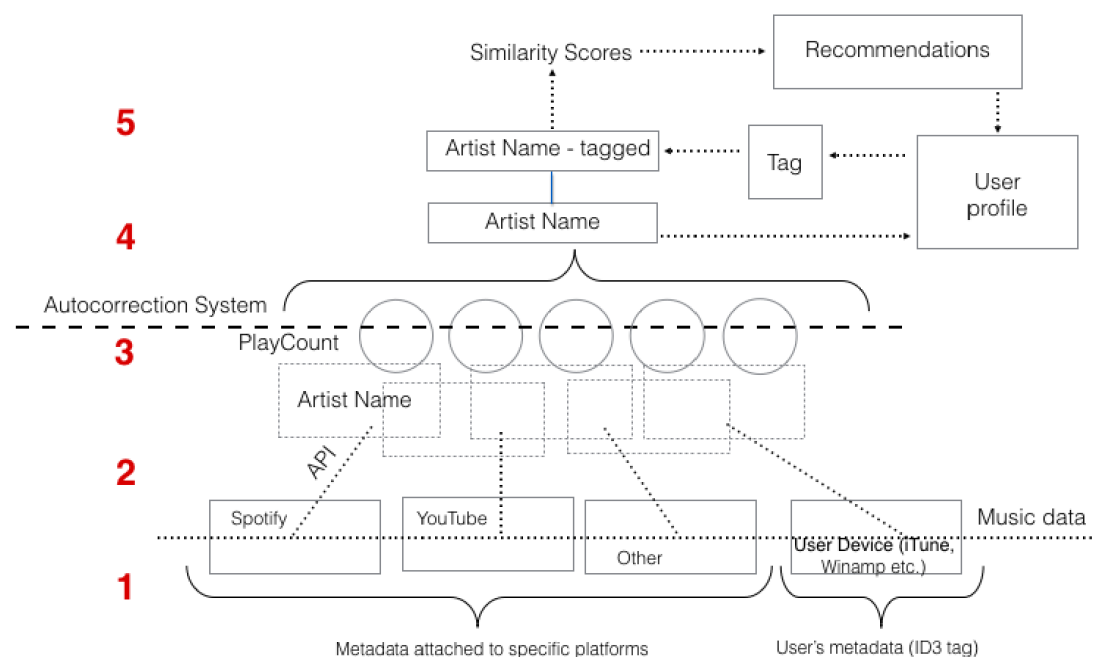 Similarity Scores
Recommendations
5
Artist Name - tagged
Tag
User
profile
4
Artist Name
Autocorrection System
PlayCount
3
Artist Name
API
2
Spotify
YouTube
Other
Music data
User Device (iTune,
Winamp etc.)
1
Metadata attached to specific platforms
User's metadata (ID3 tag)